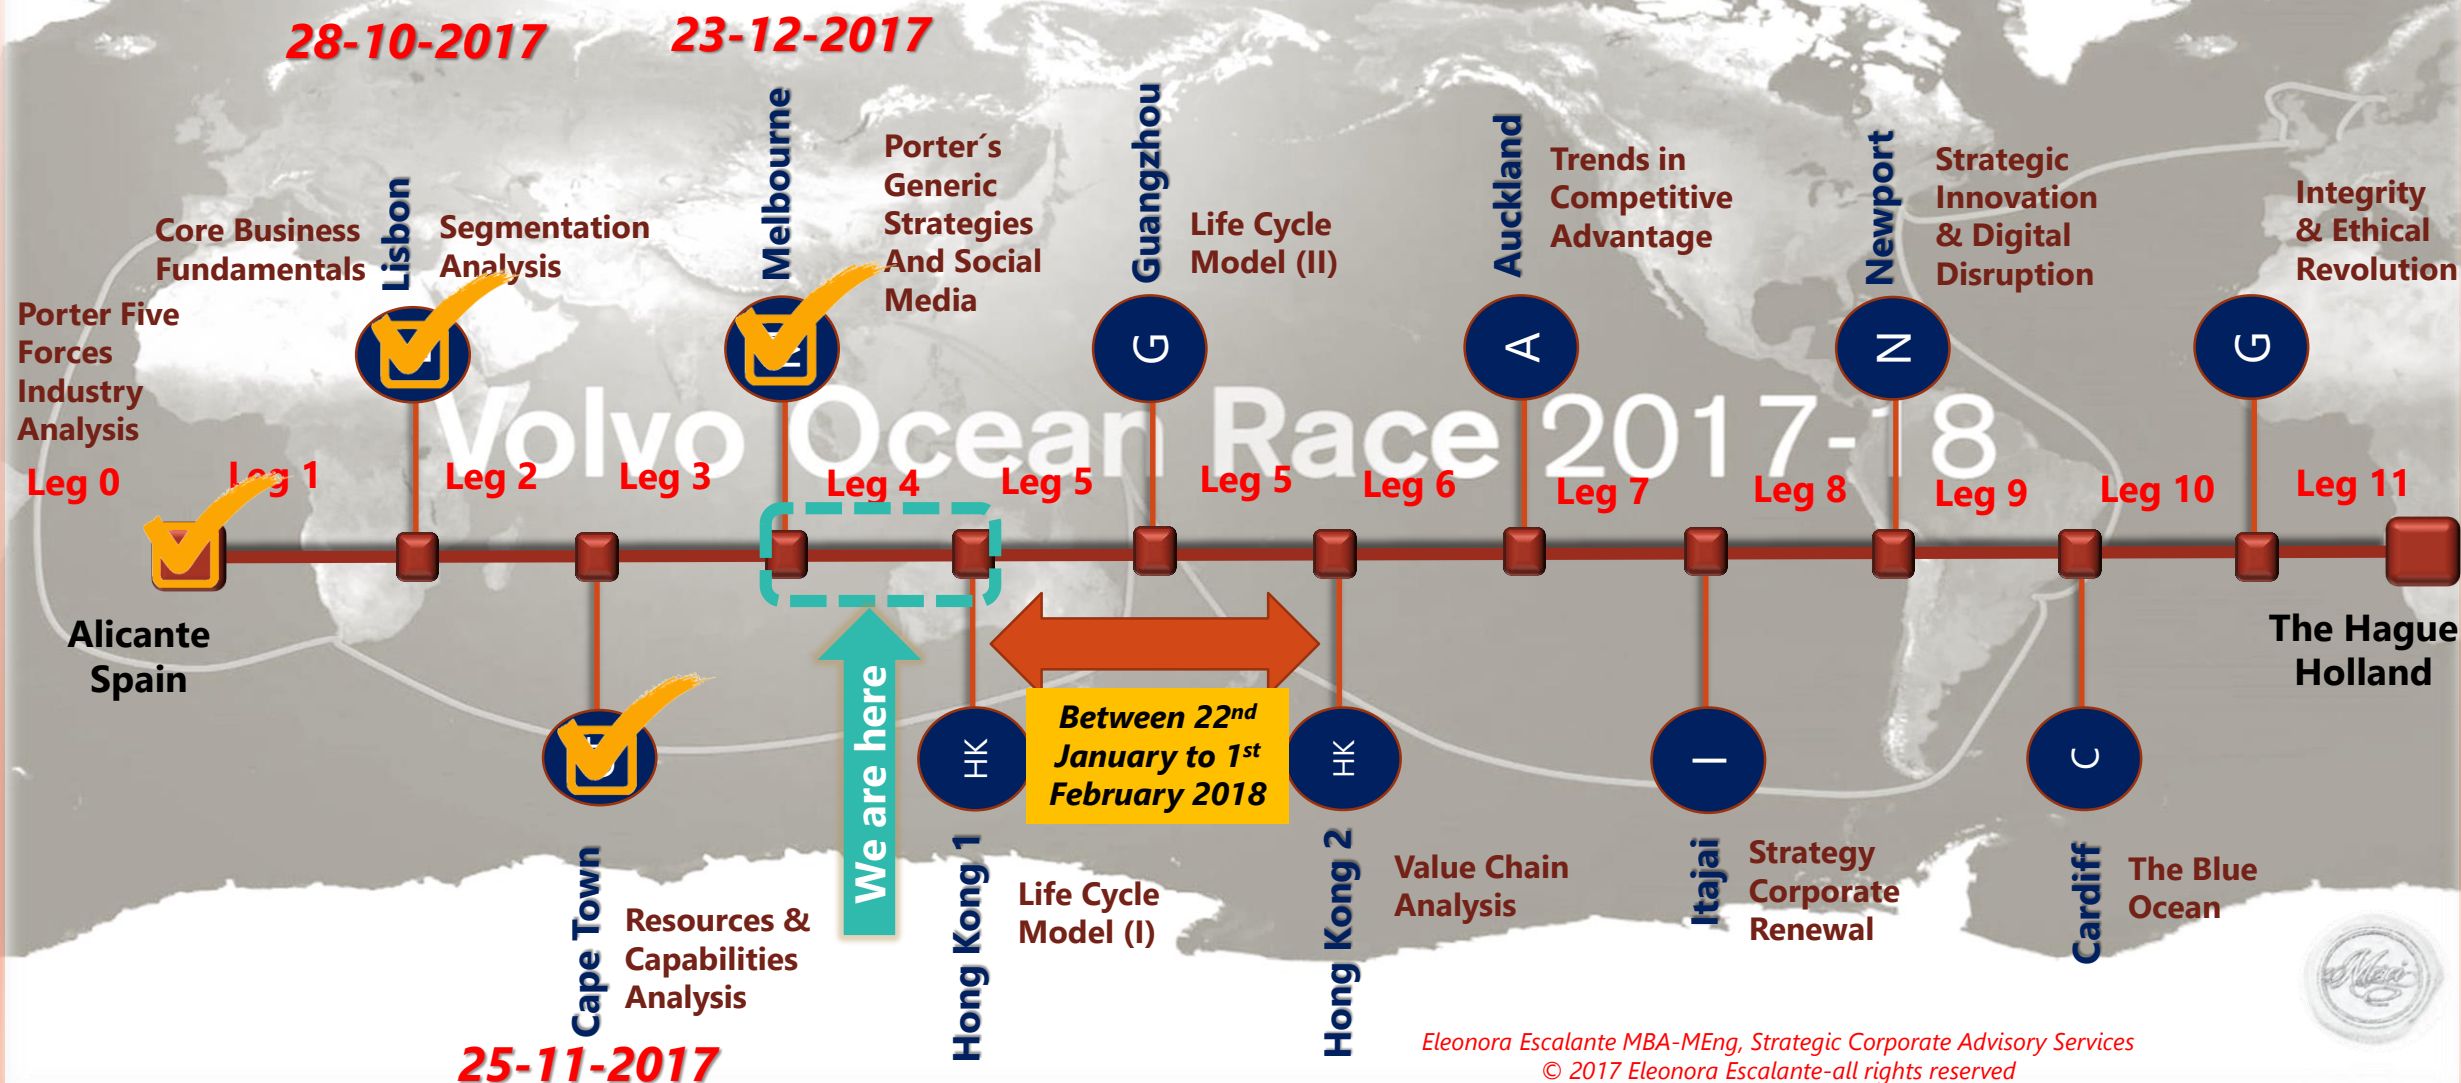 28-10-2017
23-12-2017
Porter Five
Forces
Industry
Analysis
Core Business
Fundamentals
Lisbon
Segmentation
Analysis
Melbourne
Porter´s
Generic
Strategies
And Social
Media
Guangzhou
Life Cycle
Model (II)
Auckland
Trends in
Competitive
Advantage
Newport
Strategic
Innovation
& Digital
Disruption
Integrity
& Ethical
Revolution
G
A
N
G
Volvo Ocean Race 2017-18
Leg 0
Leg 1
Leg 2
Leg 3
Leg 4
Leg 5
Leg 5
Leg 6
Leg 7
Leg 8
Leg 9
Leg 10
Leg 11
Alicante
Spain
The Hague
Holland
We are here
Between 22nd
January to 1st
February 2018
HK
HK
I
C
Cape Town
Resources &
Capabilities
Analysis
Hong Kong 1
Life Cycle
Model (I)
Hong Kong 2
Value Chain
Analysis
Itajai
Strategy
Corporate
Renewal
Cardiff
The Blue
Ocean
25-11-2017
Eleonora Escalante MBA-MEng, Strategic Corporate Advisory Services
© 2017 Eleonora Escalante-all rights reserved